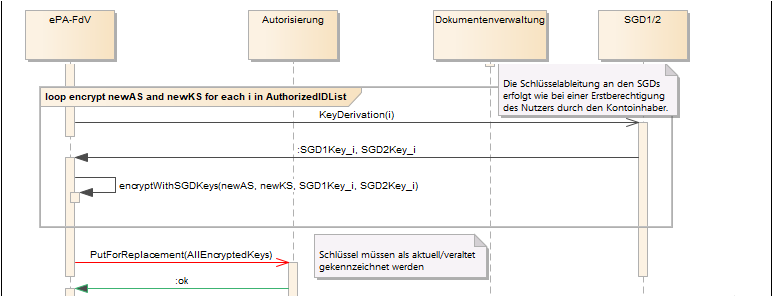 ePA-FdV
Autorisierung
Dokumentenverwaltung
SGD1/2
Die Schlüsselableitung an den SGDs
erfolgt wie bei einer Erstberechtigung
des Nutzers durch den Kontoinhaber.
loop encrypt newAS and newKS for each i in AuthorizedIDList
KeyDerivation(i)
:SGD1Key_i, SGD2Key_i
encryptWithSGDKeys(newAS, newKS, SGD1Key_i, SGD2Key_i)
PutForReplacement(AllEncryptedKeys)
Schlüssel müssen als aktuell/veraltet
gekennzeichnet werden
:ok